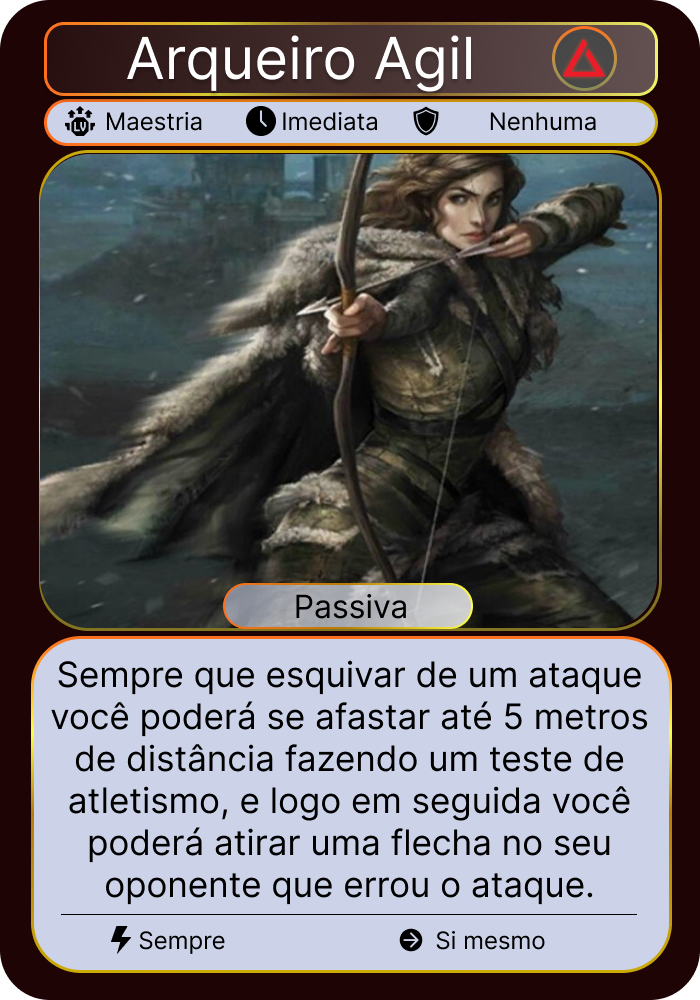 Arqueiro Agil
LV Maestria Imediata Nenhuma
Passiva
Sempre que esquivar de um ataque
você poderá se afastar até 5 metros
de distância fazendo um teste de
atletismo, e logo em seguida você
poderá atirar uma flecha no seu
oponente que errou o ataque.
Sempre Si mesmo